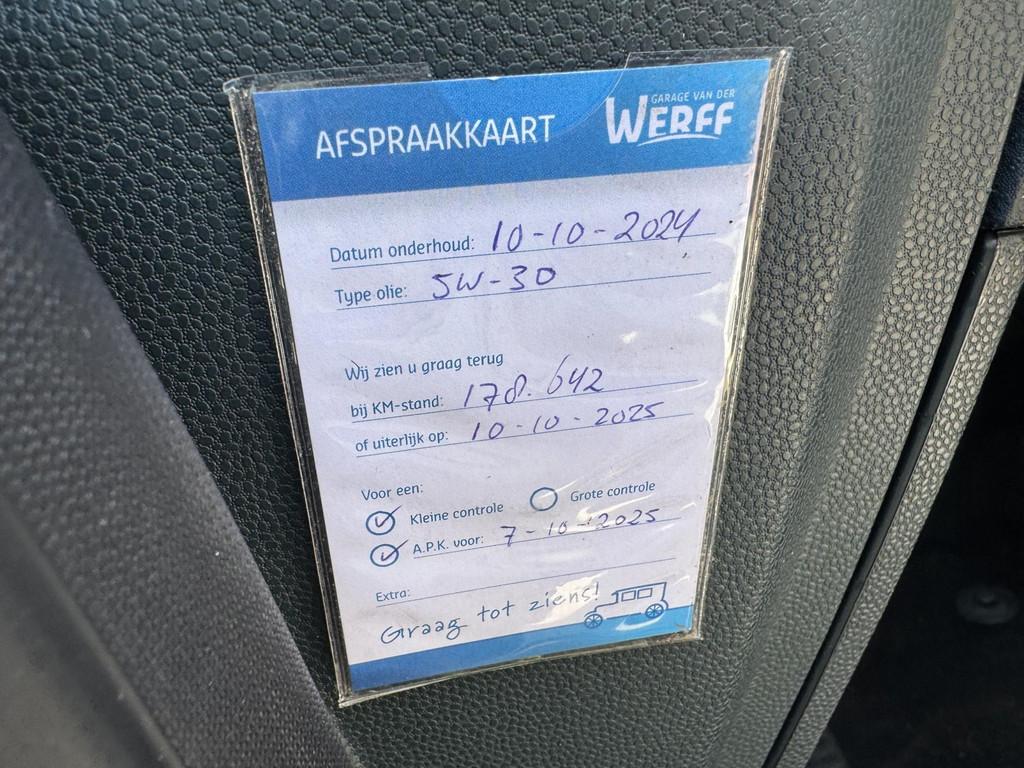 AFSPRAAKKAART
GARAGE VAN DER
WERFF
Datum onderhoud: 10-10-2024
Type olie: 5W-30
Wij zien u graag terug
bij KM-stand: 178.642
of uiterlijk op: 10-10-2025
Voor een:
Kleine controle Grote controle
A.P.K. voor: 7-10-2025
Extra:
Graag tot ziens!